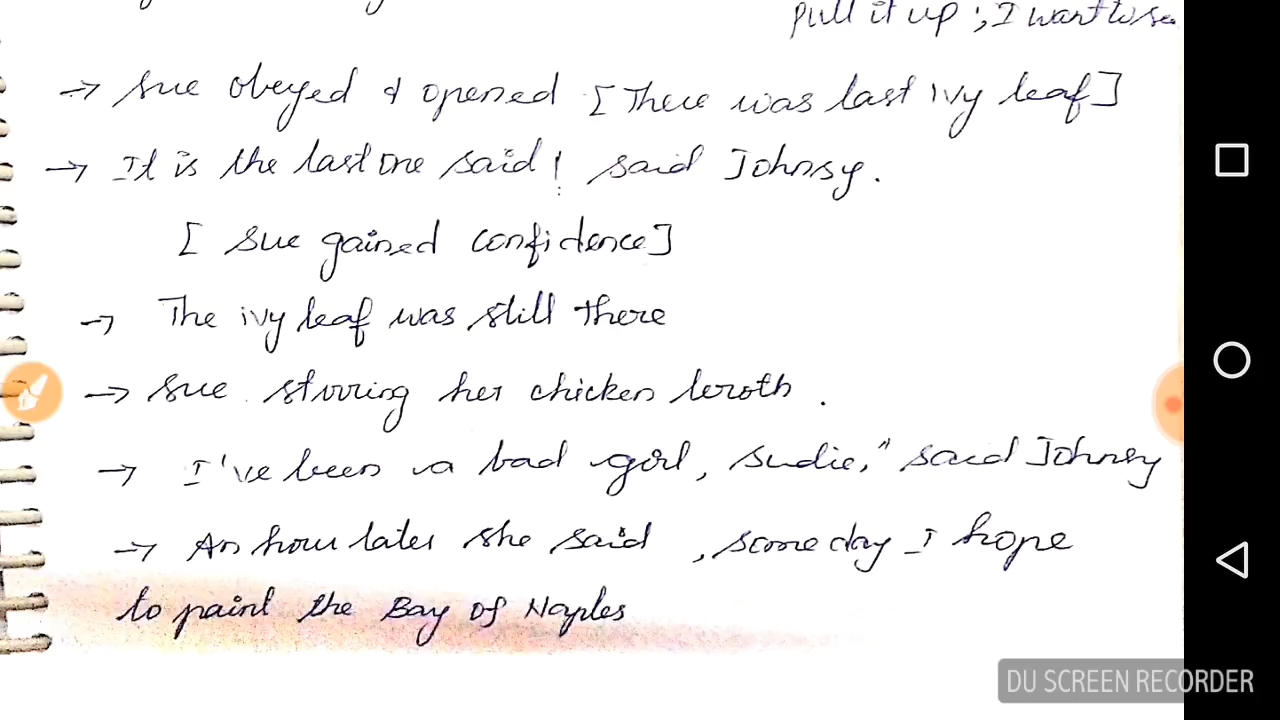 pull it up ; I want to se
→ Sue obeyed & opened [There was last ivy leaf]
→ It is the last one said! said Johnsy.
[ Sue gained confidence]
→ The ivy leaf was still there
→ Sue stirring her chicken broth .
→ I've been a bad girl, Sudie," said Johnsy
→ An hour later she said , someday I hope
to paint the Bay of Naples
DU SCREEN RECORDER